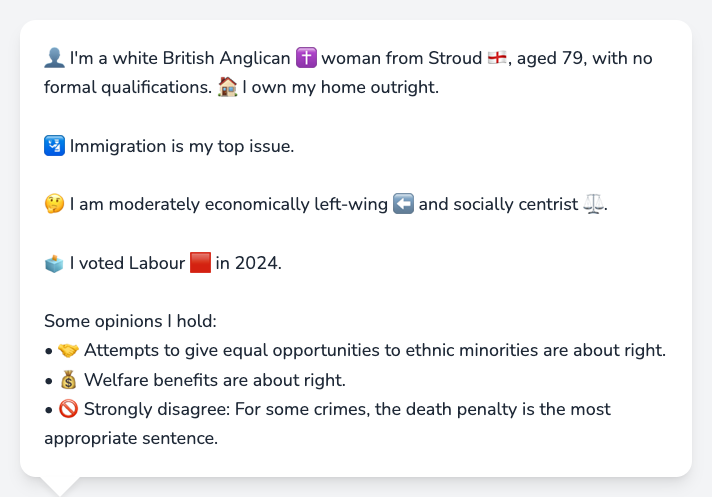 👤 I'm a white British Anglican ✝️ woman from Stroud 🏴󠁧󠁢󠁥󠁮󠁧󠁿, aged 79, with no
formal qualifications. 🏠 I own my home outright.
🛂 Immigration is my top issue.
🤔 I am moderately economically left-wing ⬅️ and socially centrist ⚖️.
🗳️ I voted Labour 🟥 in 2024.
Some opinions I hold:
• 🤝 Attempts to give equal opportunities to ethnic minorities are about right.
• 💰 Welfare benefits are about right.
• 🚫 Strongly disagree: For some crimes, the death penalty is the most
appropriate sentence.